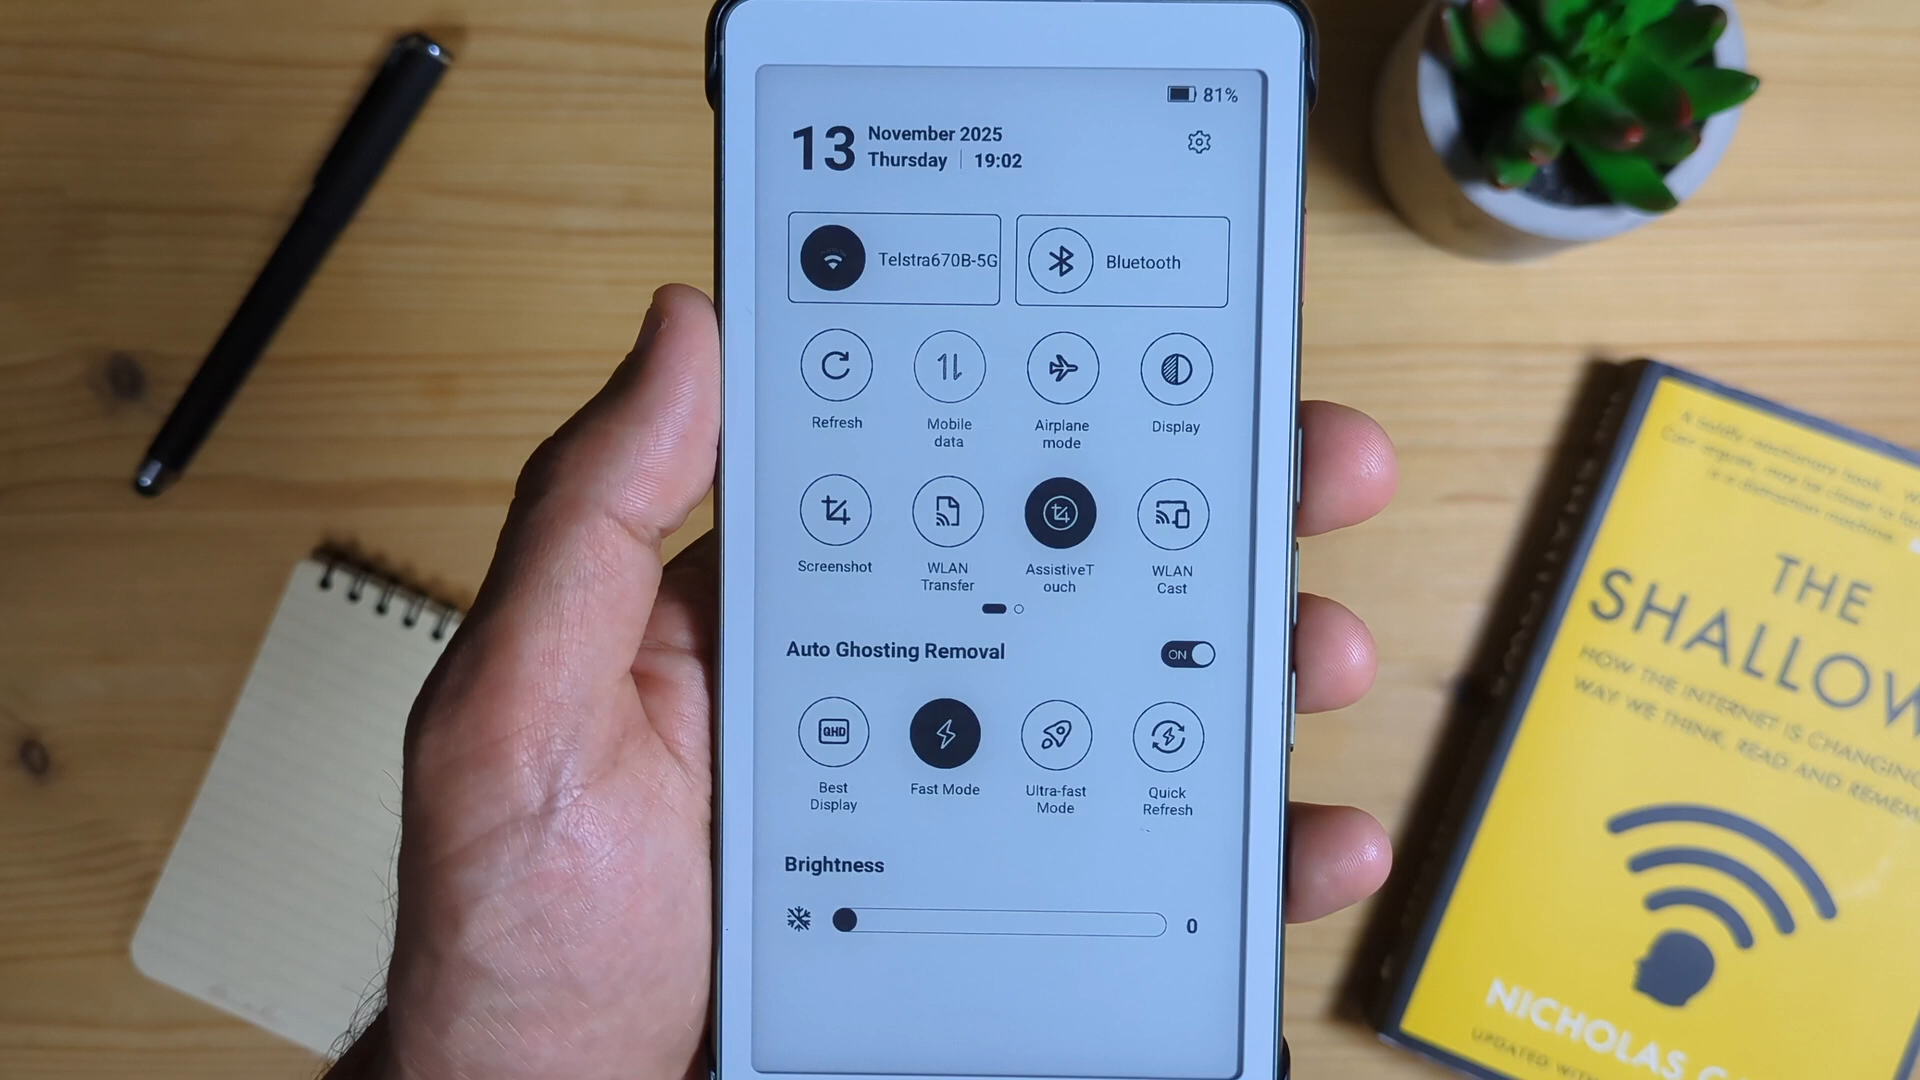 81%
13
November 2025
Thursday | 19:02
Telstra670B-5G
Bluetooth
Refresh
Mobile
data
Airplane
mode
Display
Screenshot
WLAN
Transfer
AssistiveT
ouch
WLAN
Cast
Auto Ghosting Removal
ON
QHD
Best
Display
Fast Mode
Ultra-fast
Mode
Quick
Refresh
Brightness
0
THE
SHALLOW
HOW THE INTERNET IS CHANGING
WAY WE THINK, READ AND REMEM
NICHOLAS C
UPDATED WITH